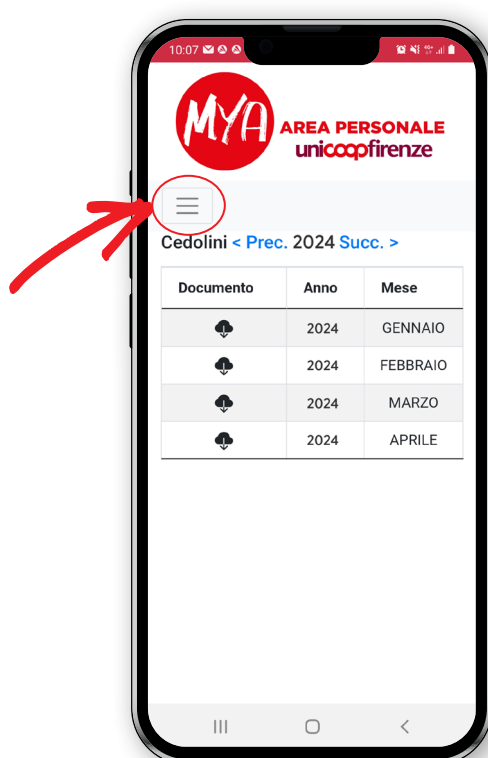 10:07
MYA
AREA PERSONALE
unicoopfirenze
Cedolini < Prec. 2024 Succ. >
Documento Anno Mese
2024 GENNAIO
2024 FEBBRAIO
2024 MARZO
2024 APRILE